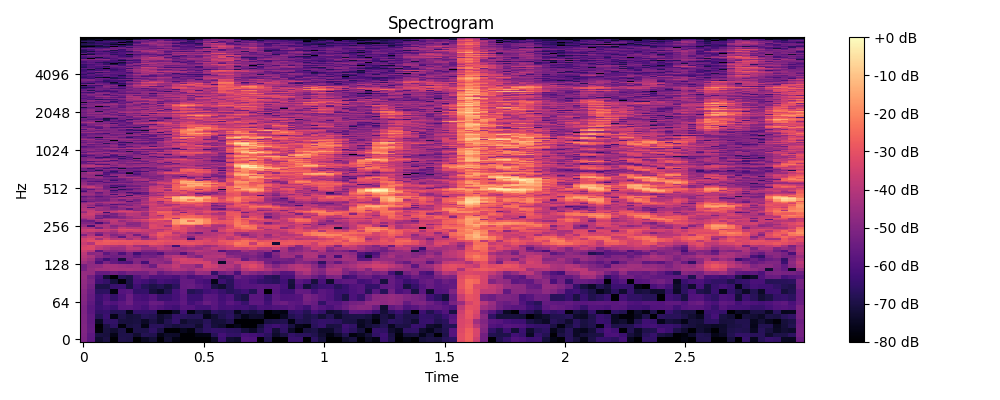 Spectrogram
Hz
4096
2048
1024
512
256
128
64
0
0
0.5
1
1.5
2
2.5
Time
+0 dB
-10 dB
-20 dB
-30 dB
-40 dB
-50 dB
-60 dB
-70 dB
-80 dB